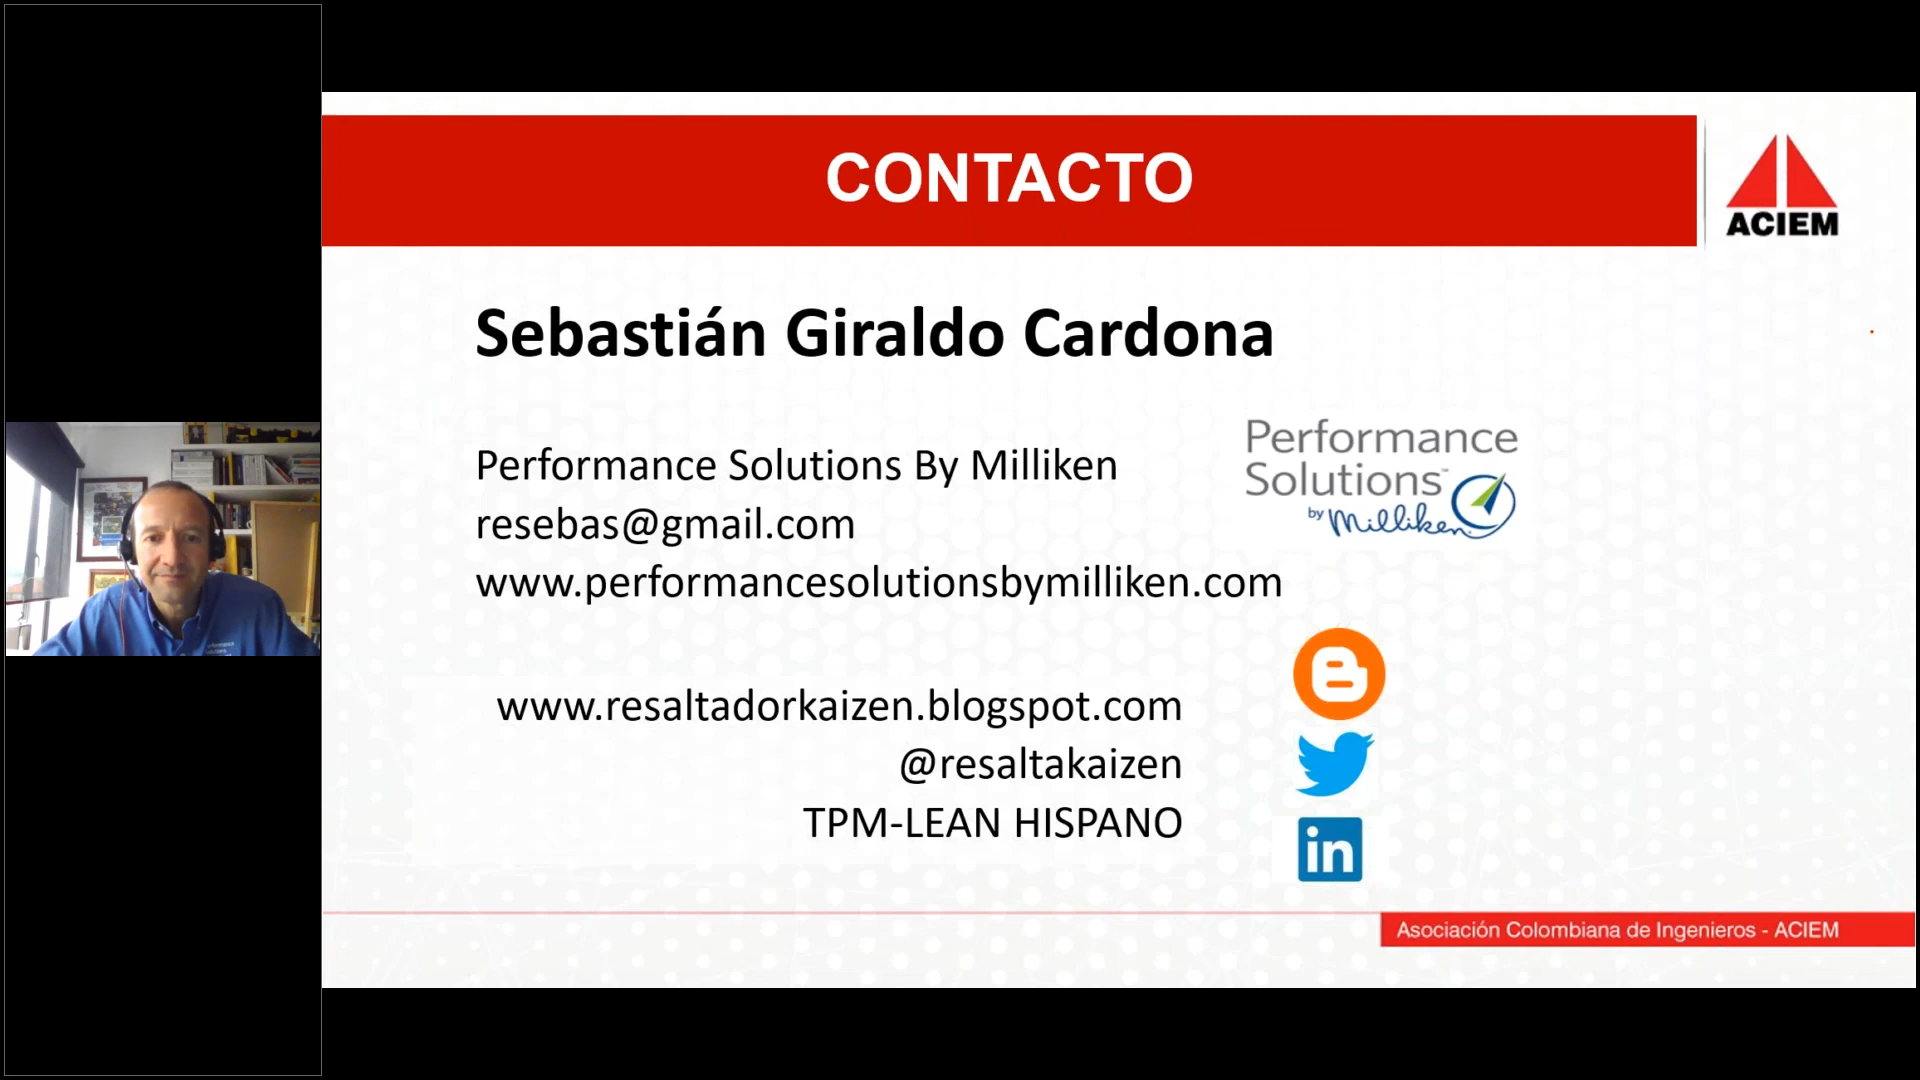 CONTACTO
ACIEM
Sebastián Giraldo Cardona
Performance Solutions By Milliken
resebas@gmail.com
www.performancesolutionsbymilliken.com
Performance
Solutions™
by Milliken
www.resaltadorkaizen.blogspot.com
@resaltakaizen
TPM-LEAN HISPANO
in
Asociación Colombiana de Ingenieros - ACIEM